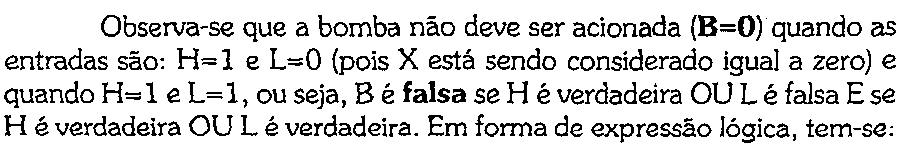 Observa-se que a bomba não deve ser acionada (B=0) quando as
entradas são: H=1 e L=0 (pois X está sendo considerado igual a zero) e
quando H=1 e L=1, ou seja, B é falsa se H é verdadeira OU L é falsa E se
H é verdadeira OU L é verdadeira. Em forma de expressão lógica, tem-se: